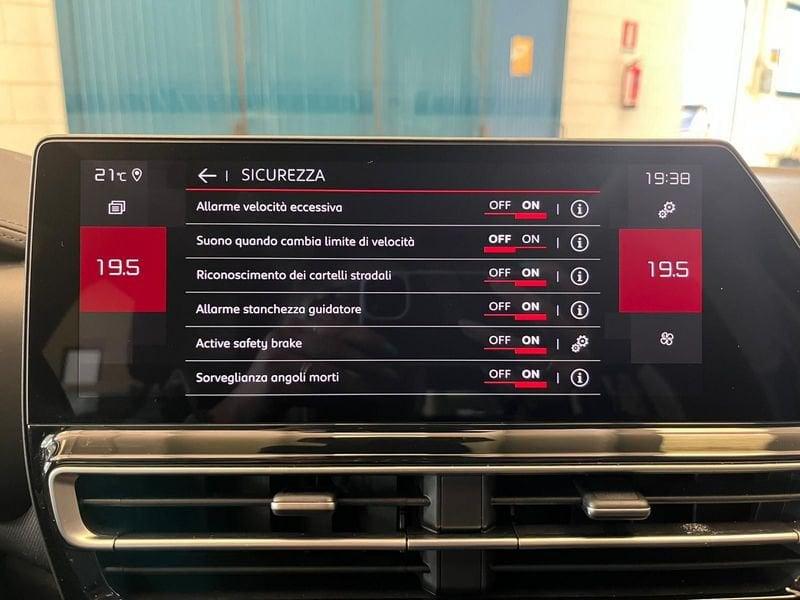 21°C
← | SICUREZZA
19:38
Allarme velocità eccessiva OFF ON | i
Suono quando cambia limite di velocità OFF ON | i
19.5
Riconoscimento dei cartelli stradali OFF ON | i
19.5
Allarme stanchezza guidatore OFF ON | i
Active safety brake OFF ON |
Sorveglianza angoli morti OFF ON | i